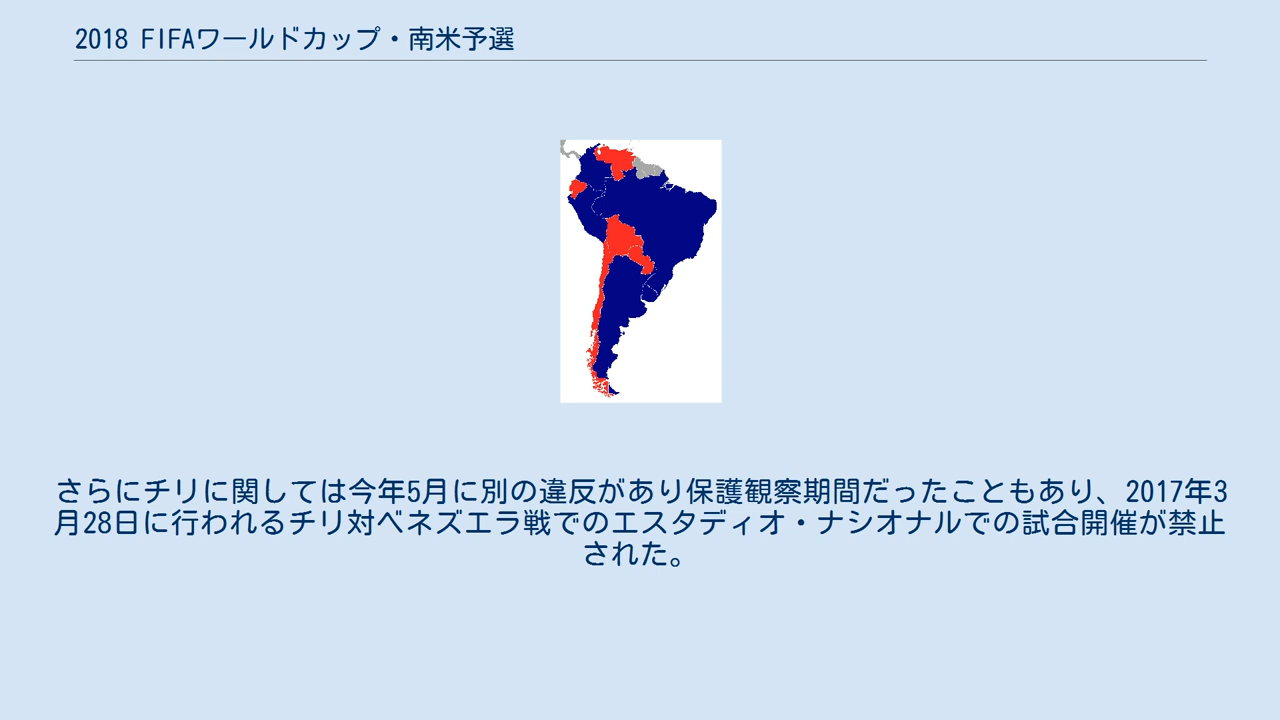 2018 FIFAワールドカップ・南米予選
さらにチリに関しては今年5月に別の違反があり保護観察期間だったこともあり、2017年3
月28日に行われるチリ対ベネズエラ戦でのエスタディオ・ナシオナルでの試合開催が禁止
された。